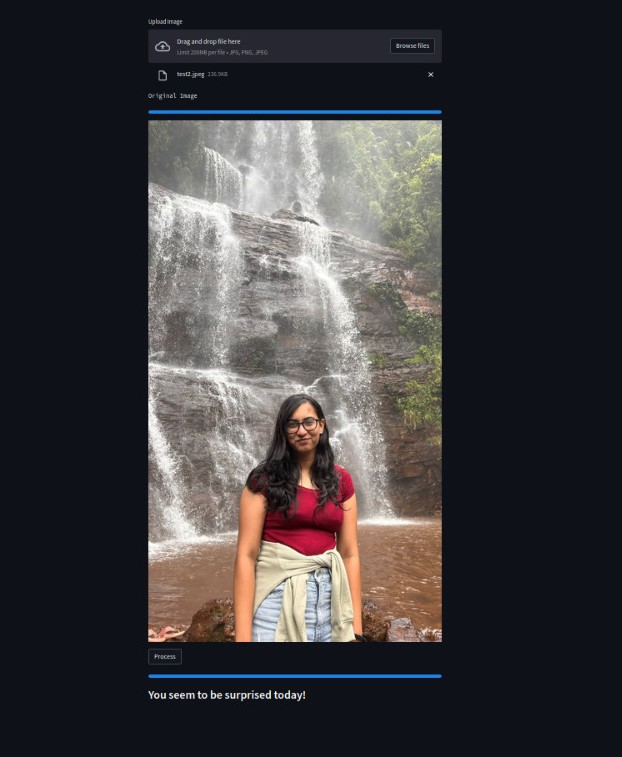 Upload Image
Drag and drop file here
Limit 200MB per file • JPG, PNG, JPEG
Browse files
test2.jpeg 236.9KB
Original Image
Process
You seem to be surprised today!